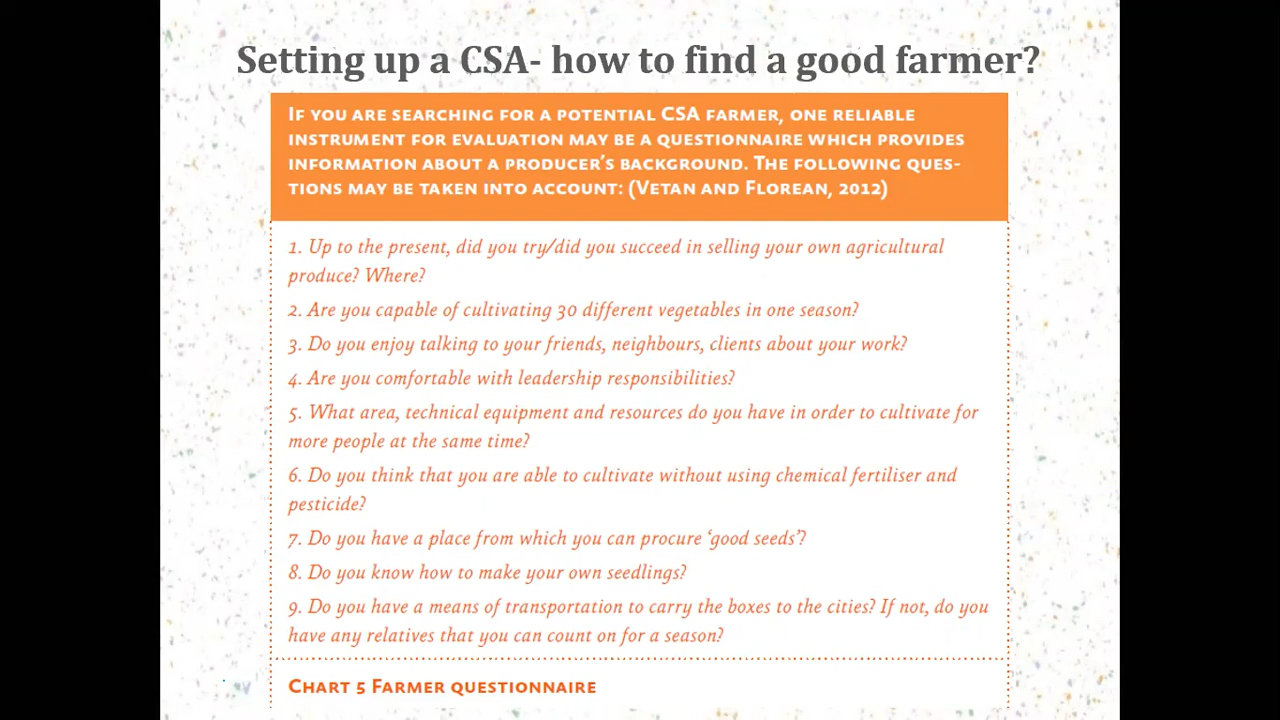 Setting up a CSA- how to find a good farmer?
If you are searching for a potential CSA farmer, one reliable
instrument for evaluation may be a questionnaire which provides
information about a producer's background. The following ques-
tions may be taken into account: (Vetan and Florean, 2012)
1. Up to the present, did you try/did you succeed in selling your own agricultural
produce? Where?
2. Are you capable of cultivating 30 different vegetables in one season?
3. Do you enjoy talking to your friends, neighbours, clients about your work?
4. Are you comfortable with leadership responsibilities?
5. What area, technical equipment and resources do you have in order to cultivate for
more people at the same time?
6. Do you think that you are able to cultivate without using chemical fertiliser and
pesticide?
7. Do you have a place from which you can procure ‘good seeds’?
8. Do you know how to make your own seedlings?
9. Do you have a means of transportation to carry the boxes to the cities? If not, do you
have any relatives that you can count on for a season?
Chart 5 Farmer questionnaire